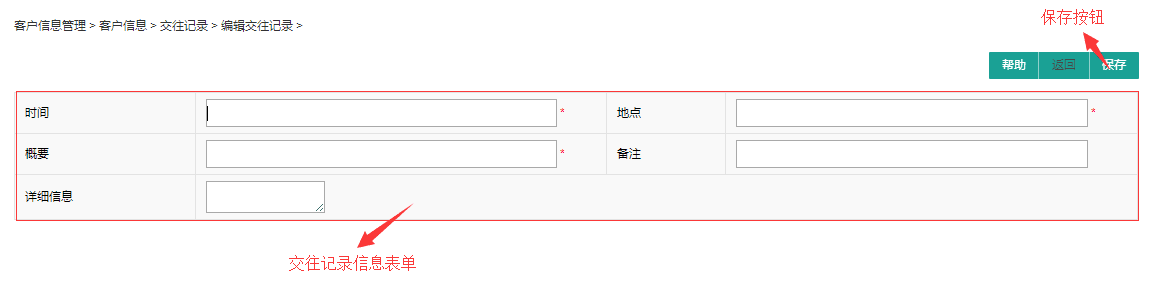 保存按钮
客户信息管理 > 客户信息 > 交往记录 > 编辑交往记录 >
帮助 返回 保存
时间 * 地点 *
概要 * 备注
详细信息
交往记录信息表单